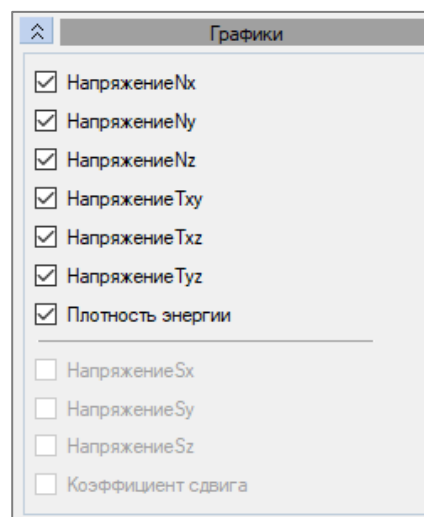 Графики
НапряжениеNx
НапряжениеNy
НапряжениеNz
НапряжениеTxy
НапряжениеTxz
НапряжениеTyz
Плотность энергии
НапряжениеSx
НапряжениеSy
НапряжениеSz
Коэффициент сдвига